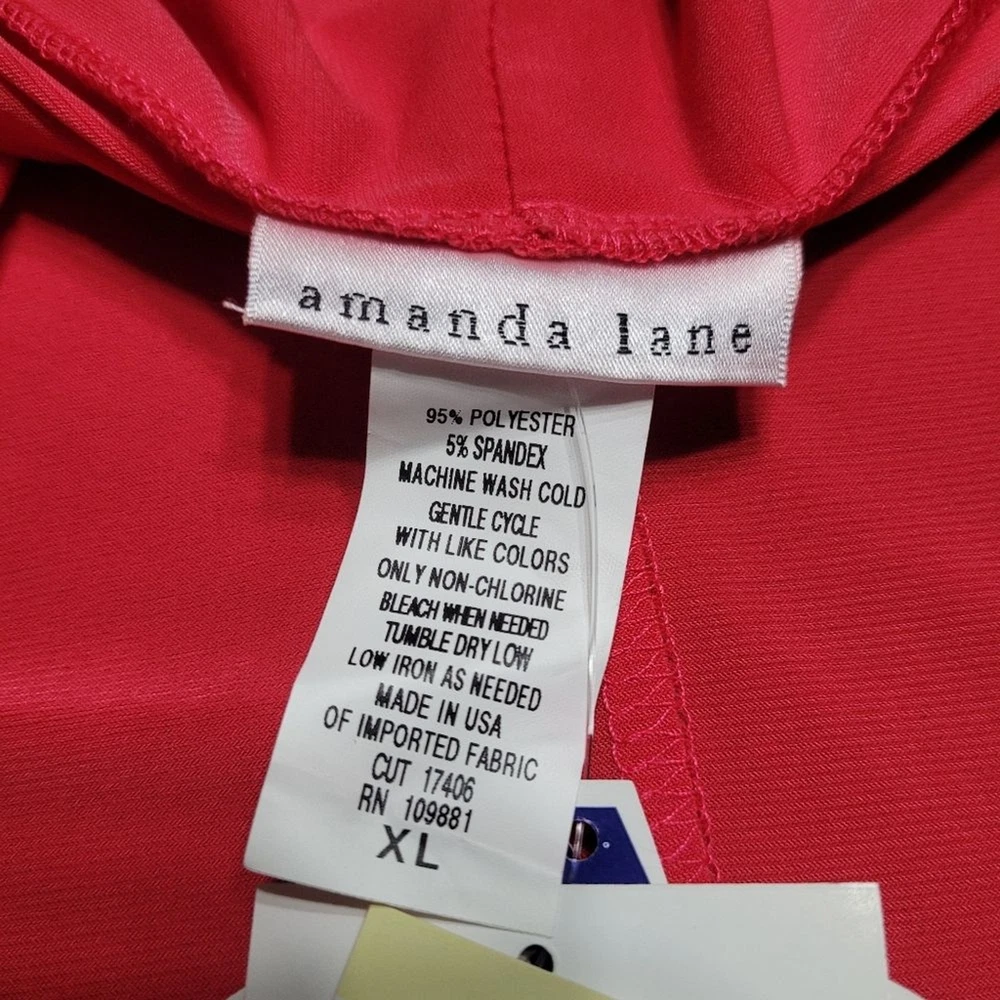 amanda lane
95% POLYESTER
5% SPANDEX
MACHINE WASH COLD
GENTLE CYCLE
WITH LIKE COLORS
ONLY NON-CHLORINE
BLEACH WHEN NEEDED
TUMBLE DRY LOW
LOW IRON AS NEEDED
MADE IN USA
OF IMPORTED FABRIC
CUT 17406
RN 109881
XL